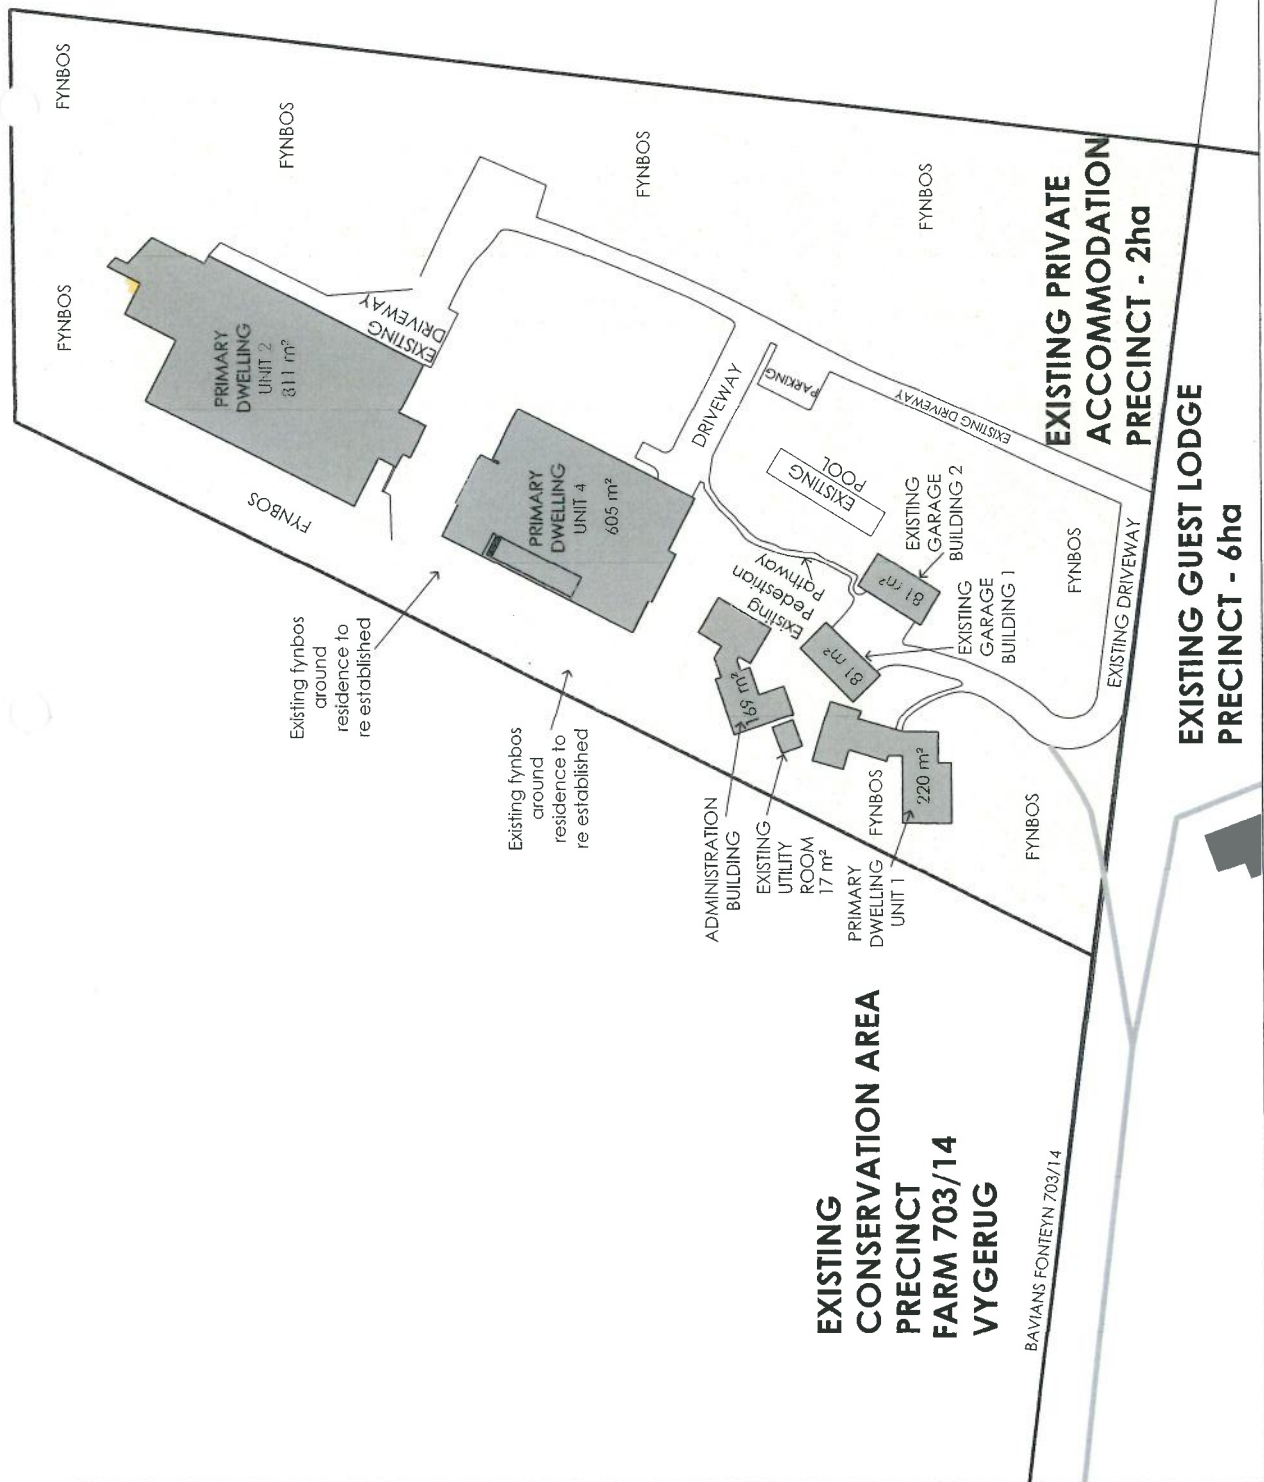 FYNBOS
FYNBOS
FYNBOS
FYNBOS
FYNBOS
FYNBOS
FYNBOS
FYNBOS
FYNBOS
PRIMARY
DWELLING
UNIT 2
811 m²
EXISTING
DRIVEWAY
PRIMARY
DWELLING
UNIT 4
605 m²
DRIVEWAY
PARKING
EXISTING DRIVEWAY
EXISTING
POOL
Existing
Pedestrian
Pathway
81 m²
EXISTING
GARAGE
BUILDING 2
81 m²
EXISTING
GARAGE
BUILDING 1
EXISTING DRIVEWAY
Existing fynbos
around
residence to
re established
Existing fynbos
around
residence to
re established
169 m²
ADMINISTRATION
BUILDING
EXISTING
UTILITY
ROOM
17 m²
PRIMARY
DWELLING
UNIT 1
220 m²
EXISTING PRIVATE
ACCOMMODATION
PRECINCT - 2ha
EXISTING GUEST LODGE
PRECINCT - 6ha
EXISTING
CONSERVATION AREA
PRECINCT
FARM 703/14
VYGERUG
BAVIANS FONTEYN 703/14